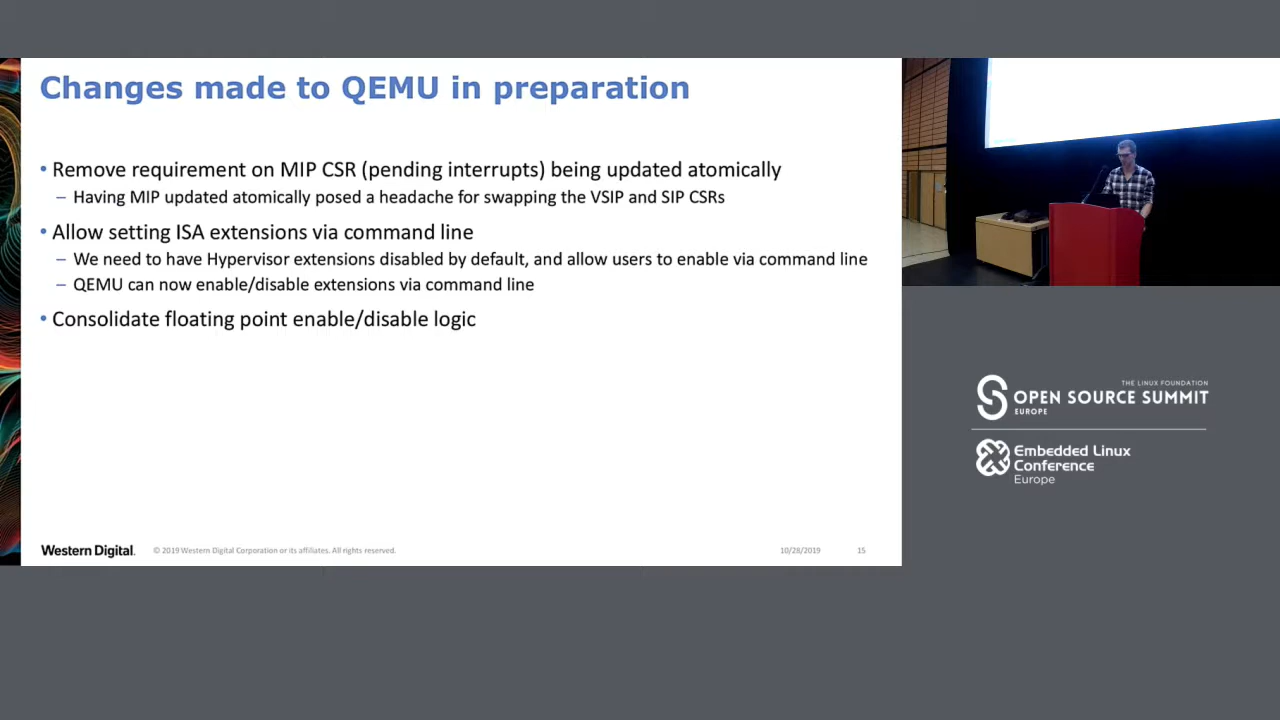 Changes made to QEMU in preparation
• Remove requirement on MIP CSR (pending interrupts) being updated atomically
– Having MIP updated atomically posed a headache for swapping the VSIP and SIP CSRs
• Allow setting ISA extensions via command line
– We need to have Hypervisor extensions disabled by default, and allow users to enable via command line
– QEMU can now enable/disable extensions via command line
• Consolidate floating point enable/disable logic
Western Digital.
© 2019 Western Digital Corporation or its affiliates. All rights reserved.
10/28/2019
15
THE LINUX FOUNDATION
OPEN SOURCE SUMMIT
EUROPE
Embedded Linux
Conference
Europe